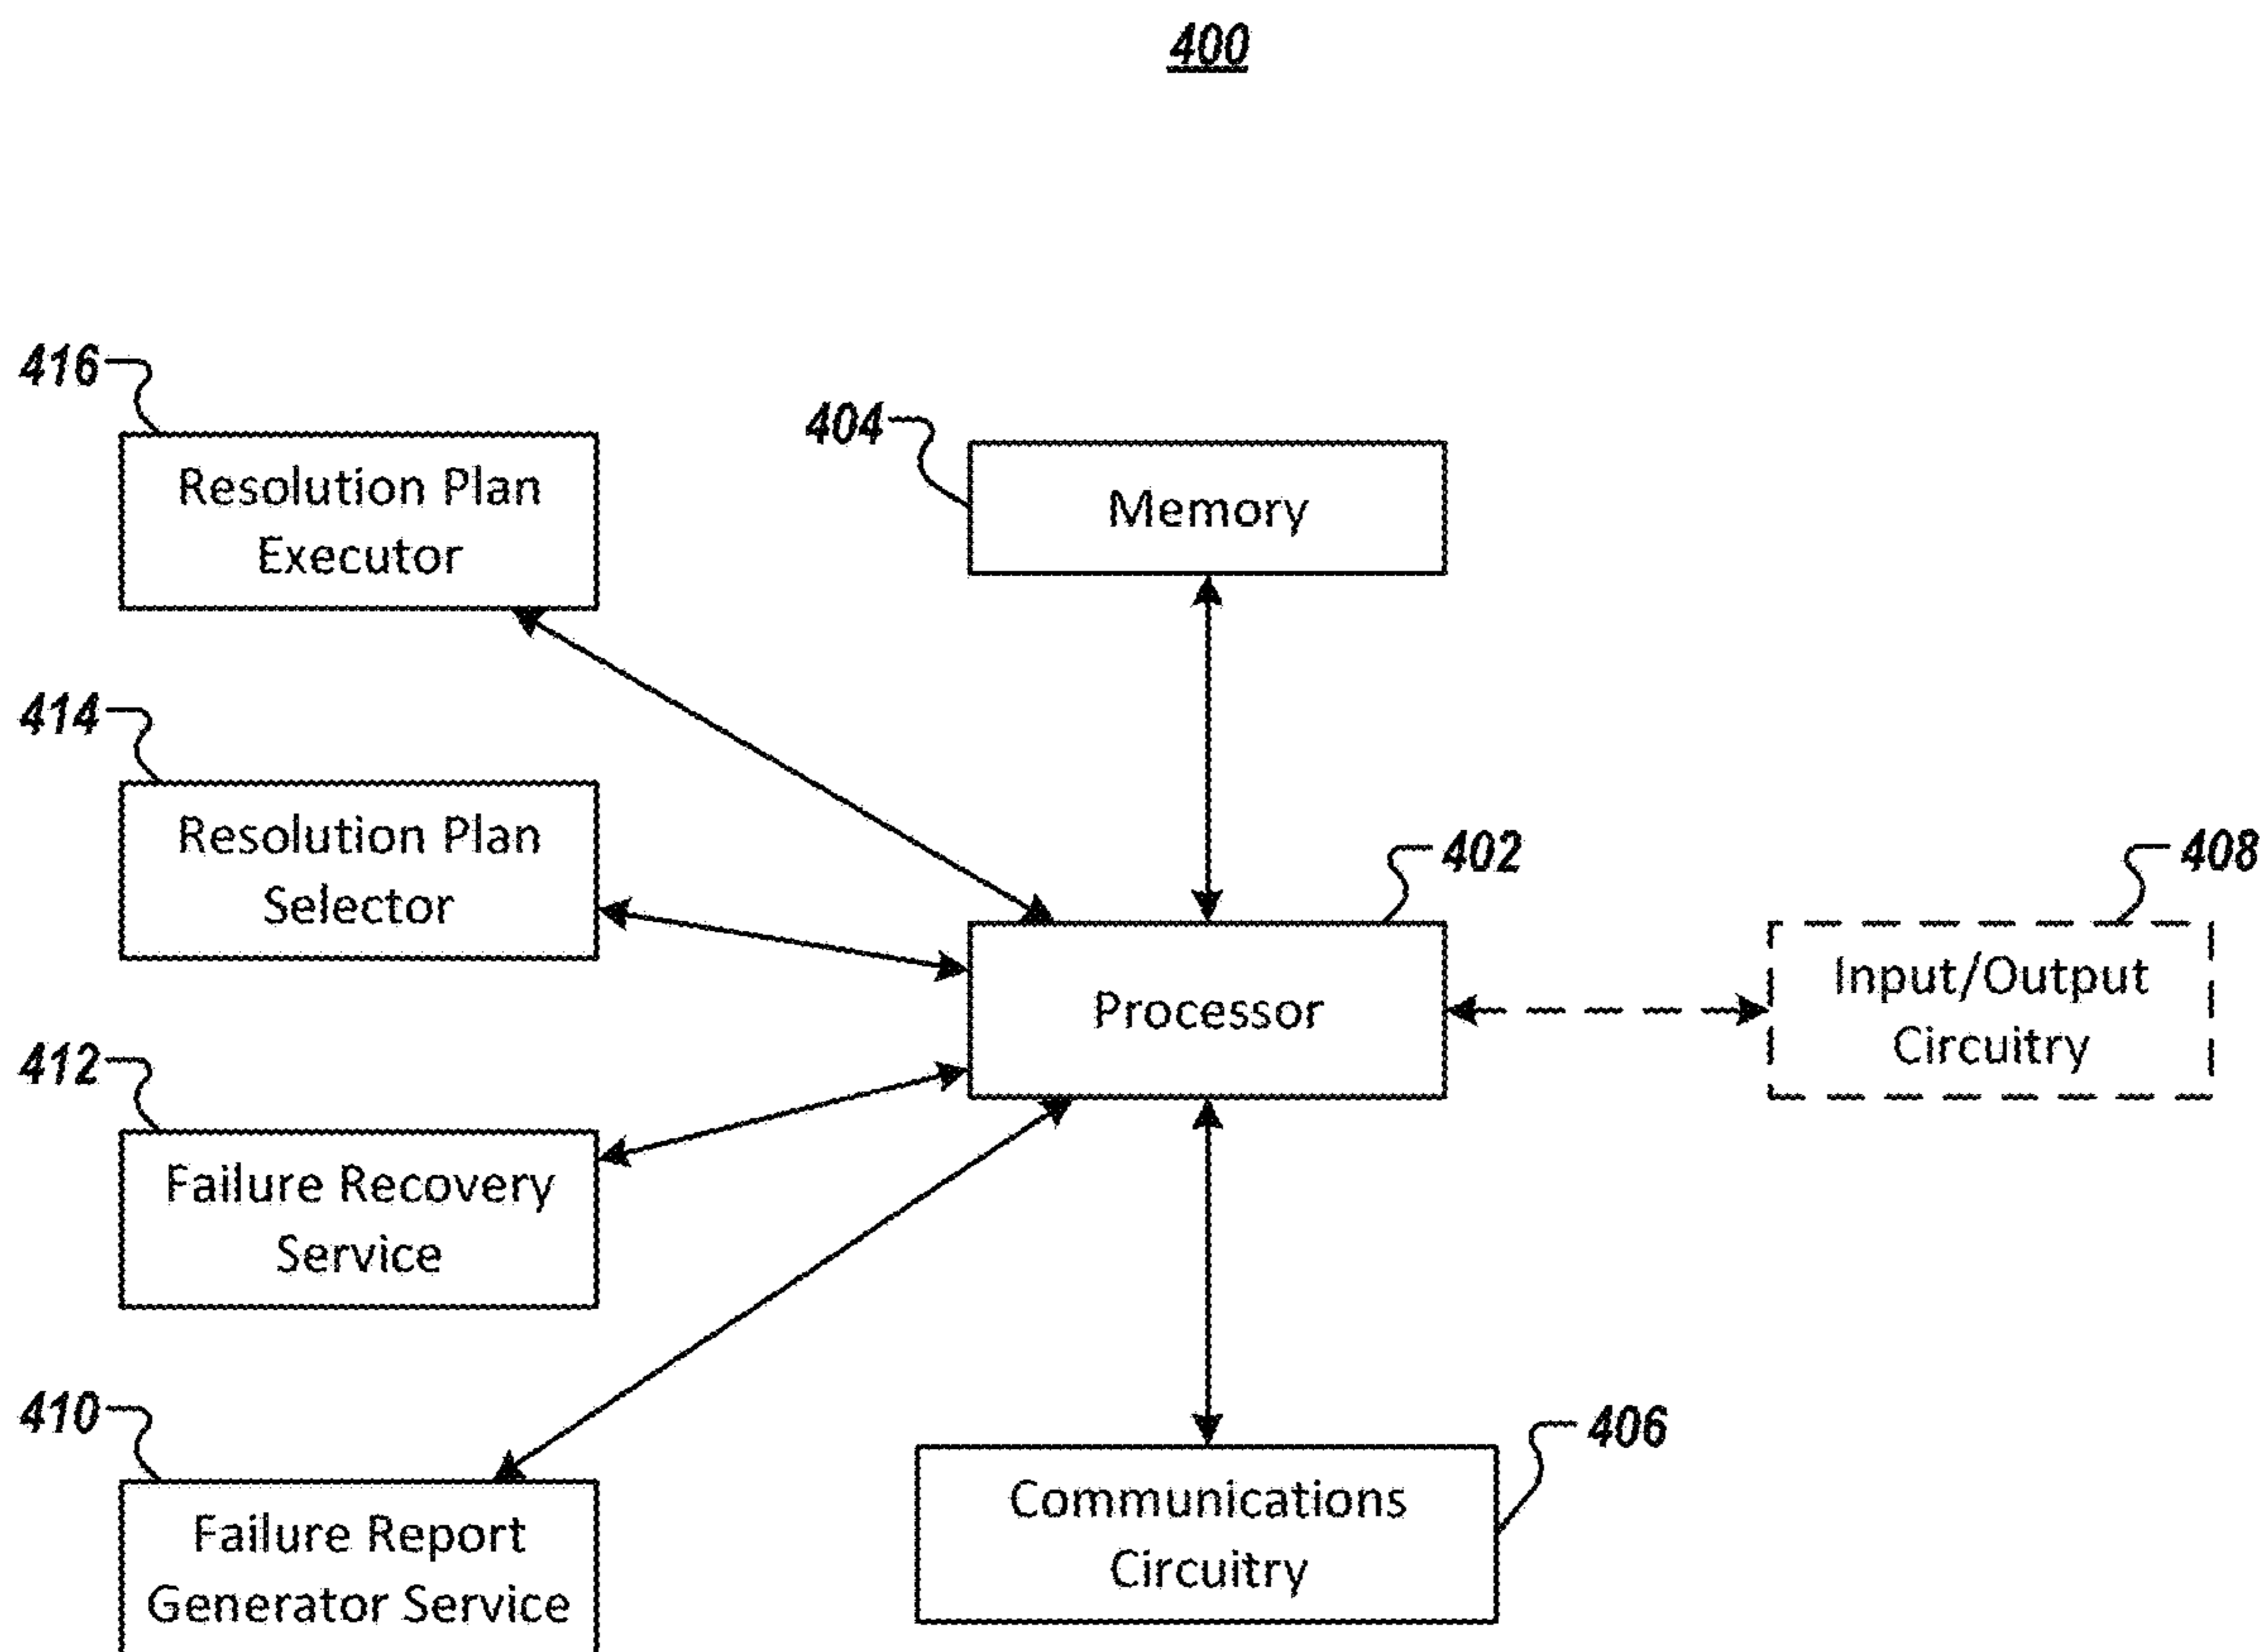 400
416
Resolution Plan
Executor
404
Memory
414
Resolution Plan
Selector
402
Processor
408
Input/Output
Circuitry
412
Failure Recovery
Service
410
Failure Report
Generator Service
406
Communications
Circuitry